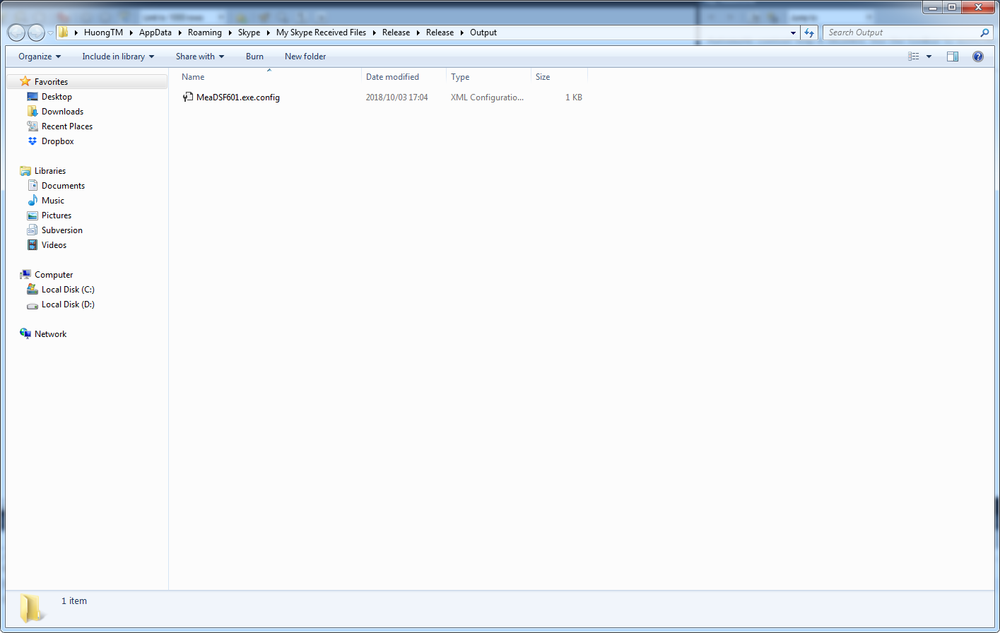 HuongTM AppData Roaming Skype My Skype Received Files Release Release Output Search Output
Organize Include in library Share with Burn New folder
Name Date modified Type Size
MeaDSF601.exe.config 2018/10/03 17:04 XML Configuratio... 1 KB
Favorites
Desktop
Downloads
Recent Places
Dropbox
Libraries
Documents
Music
Pictures
Subversion
Videos
Computer
Local Disk (C:)
Local Disk (D:)
Network
1 item